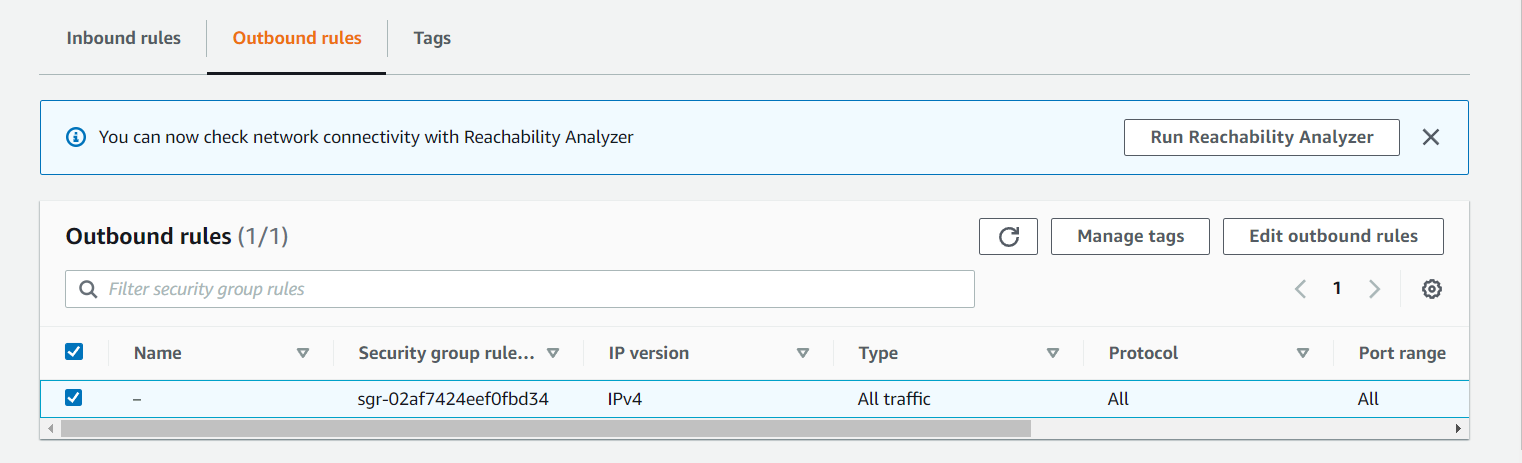 Inbound rules Outbound rules Tags
You can now check network connectivity with Reachability Analyzer Run Reachability Analyzer
Outbound rules (1/1) Manage tags Edit outbound rules
Filter security group rules 1
Name Security group rule... IP version Type Protocol Port range
– sgr-02af7424eef0fbd34 IPv4 All traffic All All